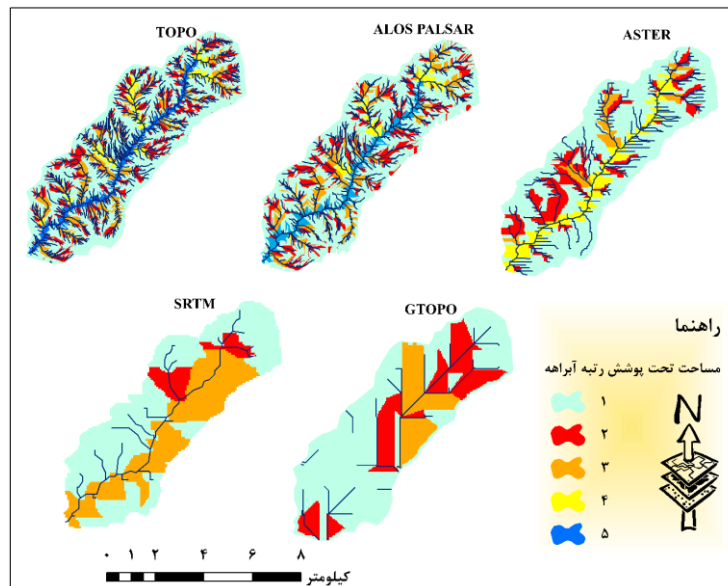 TOPO
ALOS PALSAR
ASTER
SRTM
GTOPO
راهنما
مساحت تحت پوشش رتبه آبراهه
۱
۲
۳
۴
۵
N
۰ ۱ ۲ ۴ ۶ ۸
کیلومتر